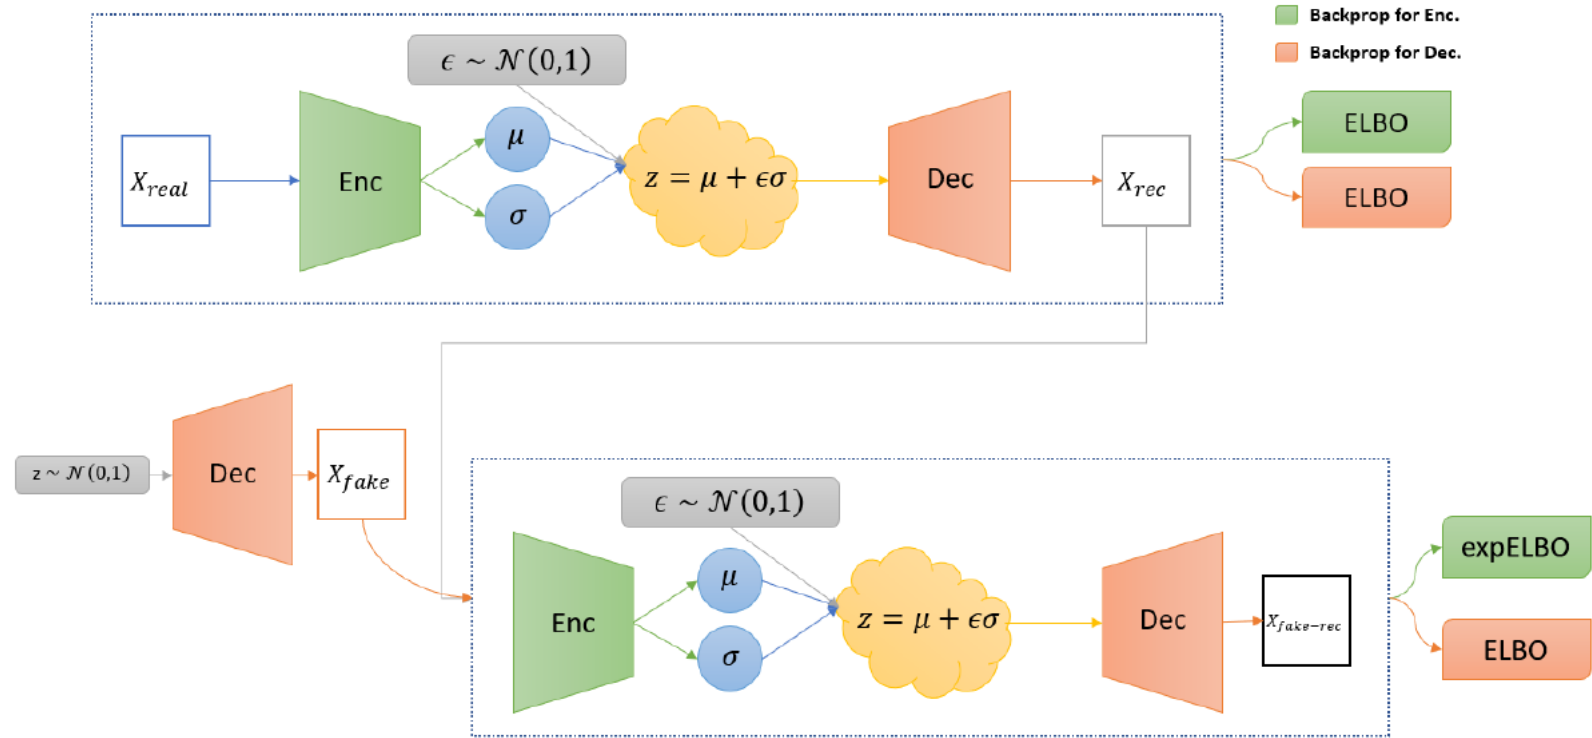 Backprop for Enc.
Backprop for Dec.
ϵ ~ 𝒩(0,1)
X_real
Enc
μ
σ
z = μ + ϵσ
Dec
X_rec
ELBO
ELBO
z ~ 𝒩(0,1)
Dec
X_fake
ϵ ~ 𝒩(0,1)
Enc
μ
σ
z = μ + ϵσ
Dec
X_fake−rec
expELBO
ELBO